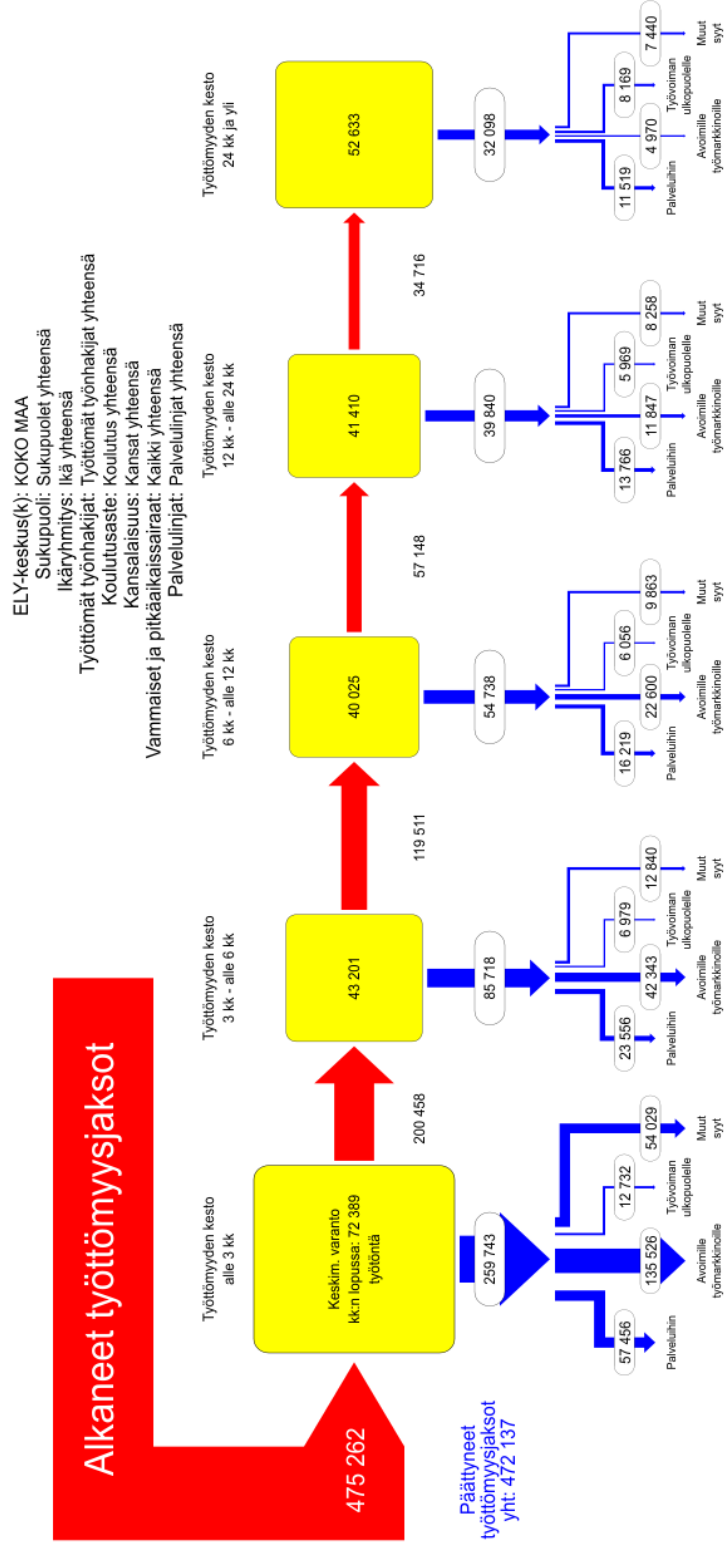 ELY-keskus(k): KOKO MAA
Sukupuoli: Sukupuolet yhteensä
Ikäryhmitys: Ikä yhteensä
Työttömät työnhakijat: Työttömät työnhakijat yhteensä
Koulutusaste: Koulutus yhteensä
Kansalaisuus: Kansat yhteensä
Vammaiset ja pitkäaikaissairaat: Kaikki yhteensä
Palvelulinjat: Palvelulinjat yhteensä
Alkaneet työttömyysjaksot
475 262
Työttömyyden kesto
alle 3 kk
Keskim. varanto
kk:n lopussa: 72 389
työtöntä
200 458
Työttömyyden kesto
3 kk - alle 6 kk
43 201
119 511
Työttömyyden kesto
6 kk - alle 12 kk
40 025
57 148
Työttömyyden kesto
12 kk - alle 24 kk
41 410
34 716
Työttömyyden kesto
24 kk ja yli
52 633
Päättyneet
työttömyysjaksot
yht: 472 137
259 743
57 456
135 526
12 732
54 029
Palveluihin
Avoimille
työmarkkinoille
Työvoiman
ulkopuolelle
Muut
syyt
85 718
23 556
42 343
6 979
12 840
Palveluihin
Avoimille
työmarkkinoille
Työvoiman
ulkopuolelle
Muut
syyt
54 738
16 219
22 600
6 056
9 863
Palveluihin
Avoimille
työmarkkinoille
Työvoiman
ulkopuolelle
Muut
syyt
39 840
13 766
11 847
5 969
8 258
Palveluihin
Avoimille
työmarkkinoille
Työvoiman
ulkopuolelle
Muut
syyt
32 098
11 519
4 970
8 169
7 440
Palveluihin
Avoimille
työmarkkinoille
Työvoiman
ulkopuolelle
Muut
syyt